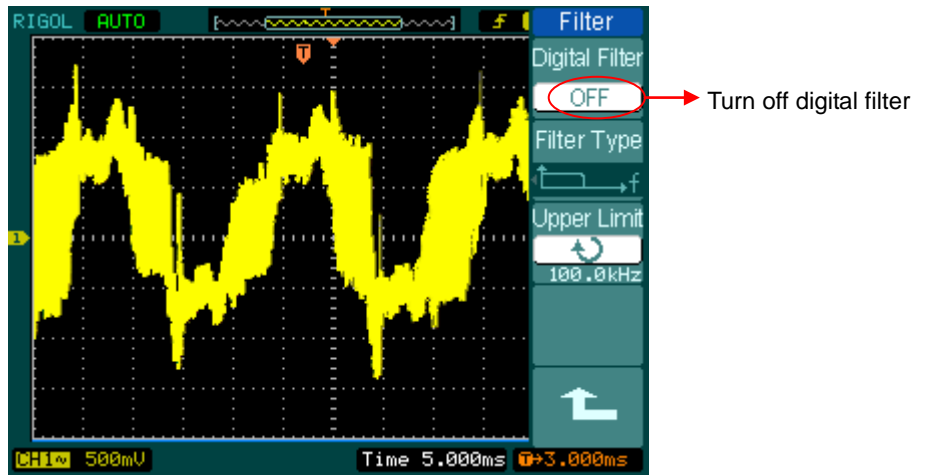 RIGOL AUTO T Filter
Digital Filter
T
OFF
Turn off digital filter
Filter Type
f
Upper Limit
1
100.0kHz
CH1~ 500mV Time 5.000ms T→3.000ms